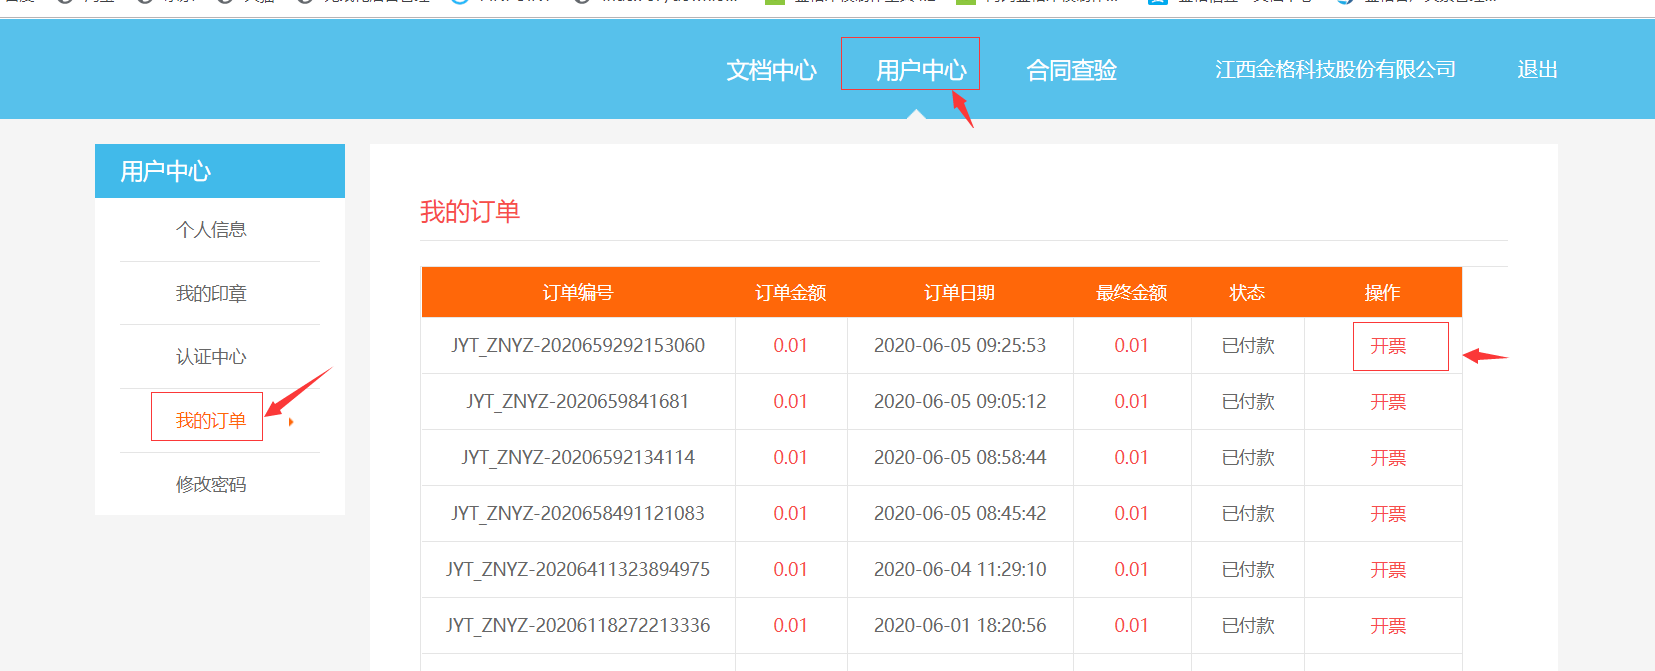 文档中心 用户中心 合同查验 江西金格科技股份有限公司 退出
用户中心
个人信息
我的印章
认证中心
我的订单
修改密码
我的订单
订单编号 订单金额 订单日期 最终金额 状态 操作
JYT_ZNYZ-2020659292153060 0.01 2020-06-05 09:25:53 0.01 已付款 开票
JYT_ZNYZ-2020659841681 0.01 2020-06-05 09:05:12 0.01 已付款 开票
JYT_ZNYZ-20206592134114 0.01 2020-06-05 08:58:44 0.01 已付款 开票
JYT_ZNYZ-2020658491121083 0.01 2020-06-05 08:45:42 0.01 已付款 开票
JYT_ZNYZ-20206411323894975 0.01 2020-06-04 11:29:10 0.01 已付款 开票
JYT_ZNYZ-20206118272213336 0.01 2020-06-01 18:20:56 0.01 已付款 开票